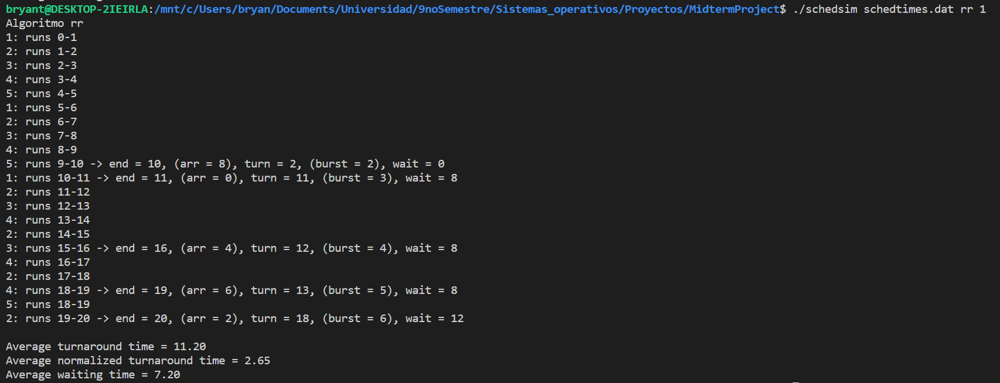 bryant@DESKTOP-2IEIRLA:/mnt/c/Users/bryan/Documents/Universidad/9noSemestre/Sistemas_operativos/Proyectos/MidtermProject$ ./schedsim schedtimes.dat rr 1
Algoritmo rr
1: runs 0-1
2: runs 1-2
3: runs 2-3
4: runs 3-4
5: runs 4-5
1: runs 5-6
2: runs 6-7
3: runs 7-8
4: runs 8-9
5: runs 9-10 -> end = 10, (arr = 8), turn = 2, (burst = 2), wait = 0
1: runs 10-11 -> end = 11, (arr = 0), turn = 11, (burst = 3), wait = 8
2: runs 11-12
3: runs 12-13
4: runs 13-14
2: runs 14-15
3: runs 15-16 -> end = 16, (arr = 4), turn = 12, (burst = 4), wait = 8
4: runs 16-17
2: runs 17-18
4: runs 18-19 -> end = 19, (arr = 6), turn = 13, (burst = 5), wait = 8
5: runs 18-19
2: runs 19-20 -> end = 20, (arr = 2), turn = 18, (burst = 6), wait = 12
Average turnaround time = 11.20
Average normalized turnaround time = 2.65
Average waiting time = 7.20